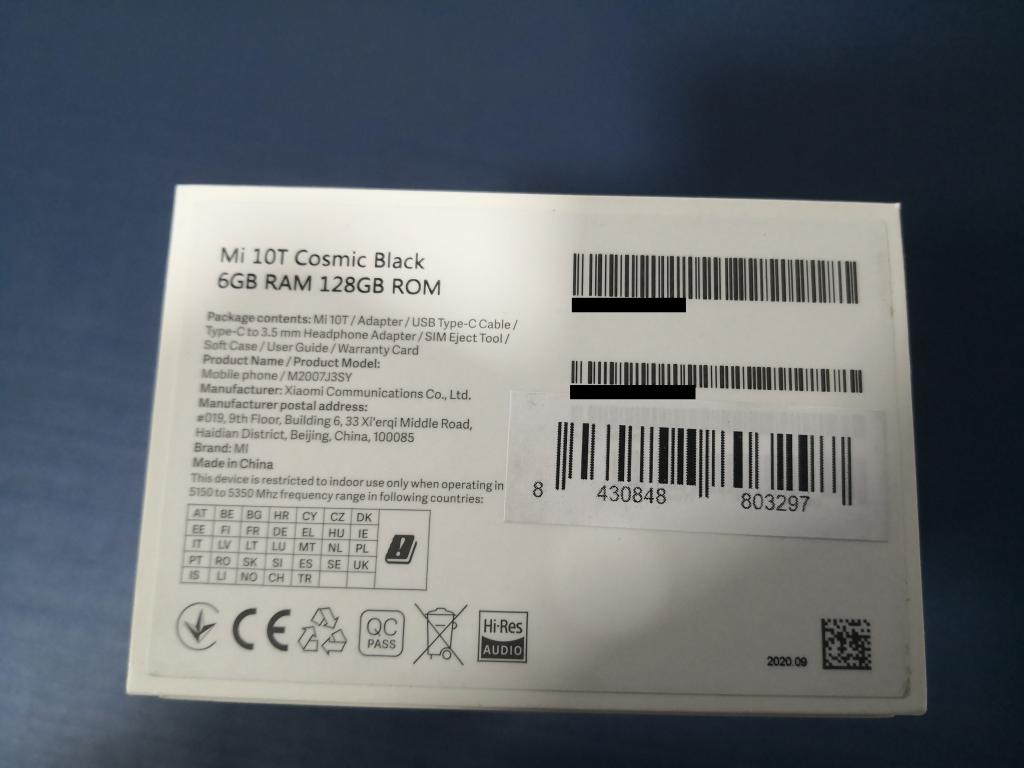 Mi 10T Cosmic Black
6GB RAM 128GB ROM
Package contents: Mi 10T / Adapter / USB Type-C Cable /
Type-C to 3.5 mm Headphone Adapter / SIM Eject Tool /
Soft Case / User Guide / Warranty Card
Product Name / Product Model:
Mobile phone / M2007J3SY
Manufacturer: Xiaomi Communications Co., Ltd.
Manufacturer postal address:
#019, 9th Floor, Building 6, 33 Xi'erqi Middle Road,
Haidian District, Beijing, China, 100085
Brand: MI
Made in China
This device is restricted to indoor use only when operating in
5150 to 5350 Mhz frequency range in following countries:
AT BE BG HR CY CZ DK
EE FI FR DE EL HU IE
IT LV LT LU MT NL PL
PT RO SK SI ES SE UK
IS LI NO CH TR
8 430848 803297
CE
QC
PASS
Hi-Res
AUDIO
2020.09